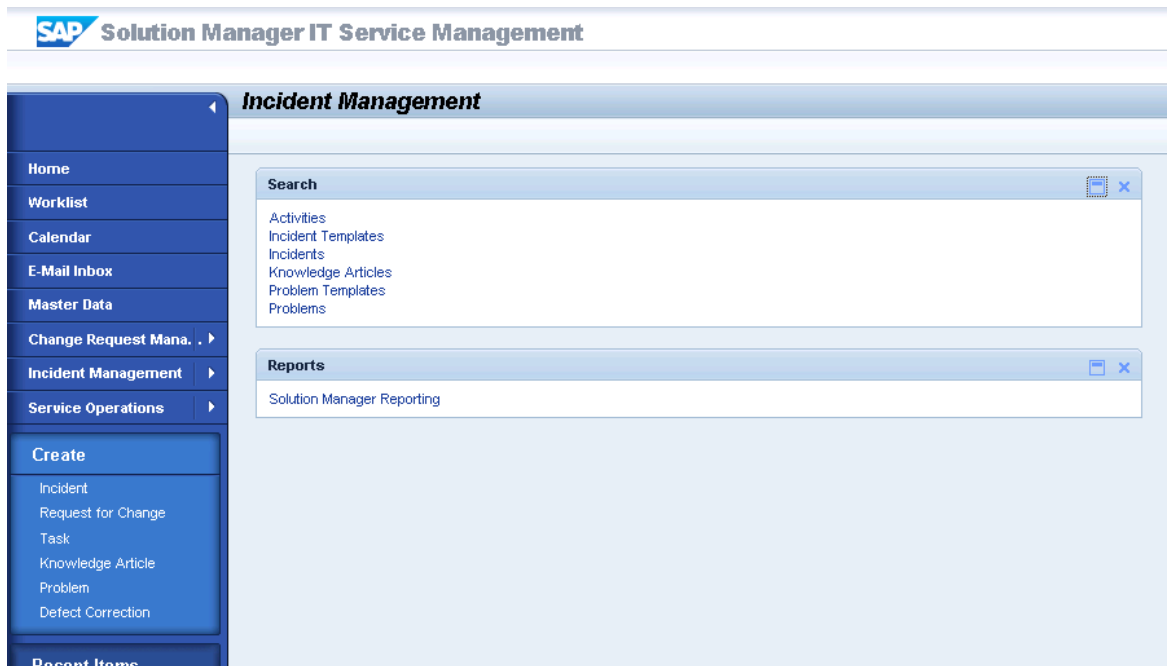 SAP Solution Manager IT Service Management
Incident Management
Home
Worklist
Calendar
E-Mail Inbox
Master Data
Change Request Mana. .
Incident Management
Service Operations
Create
Incident
Request for Change
Task
Knowledge Article
Problem
Defect Correction
Recent Items
Search
Activities
Incident Templates
Incidents
Knowledge Articles
Problem Templates
Problems
Reports
Solution Manager Reporting